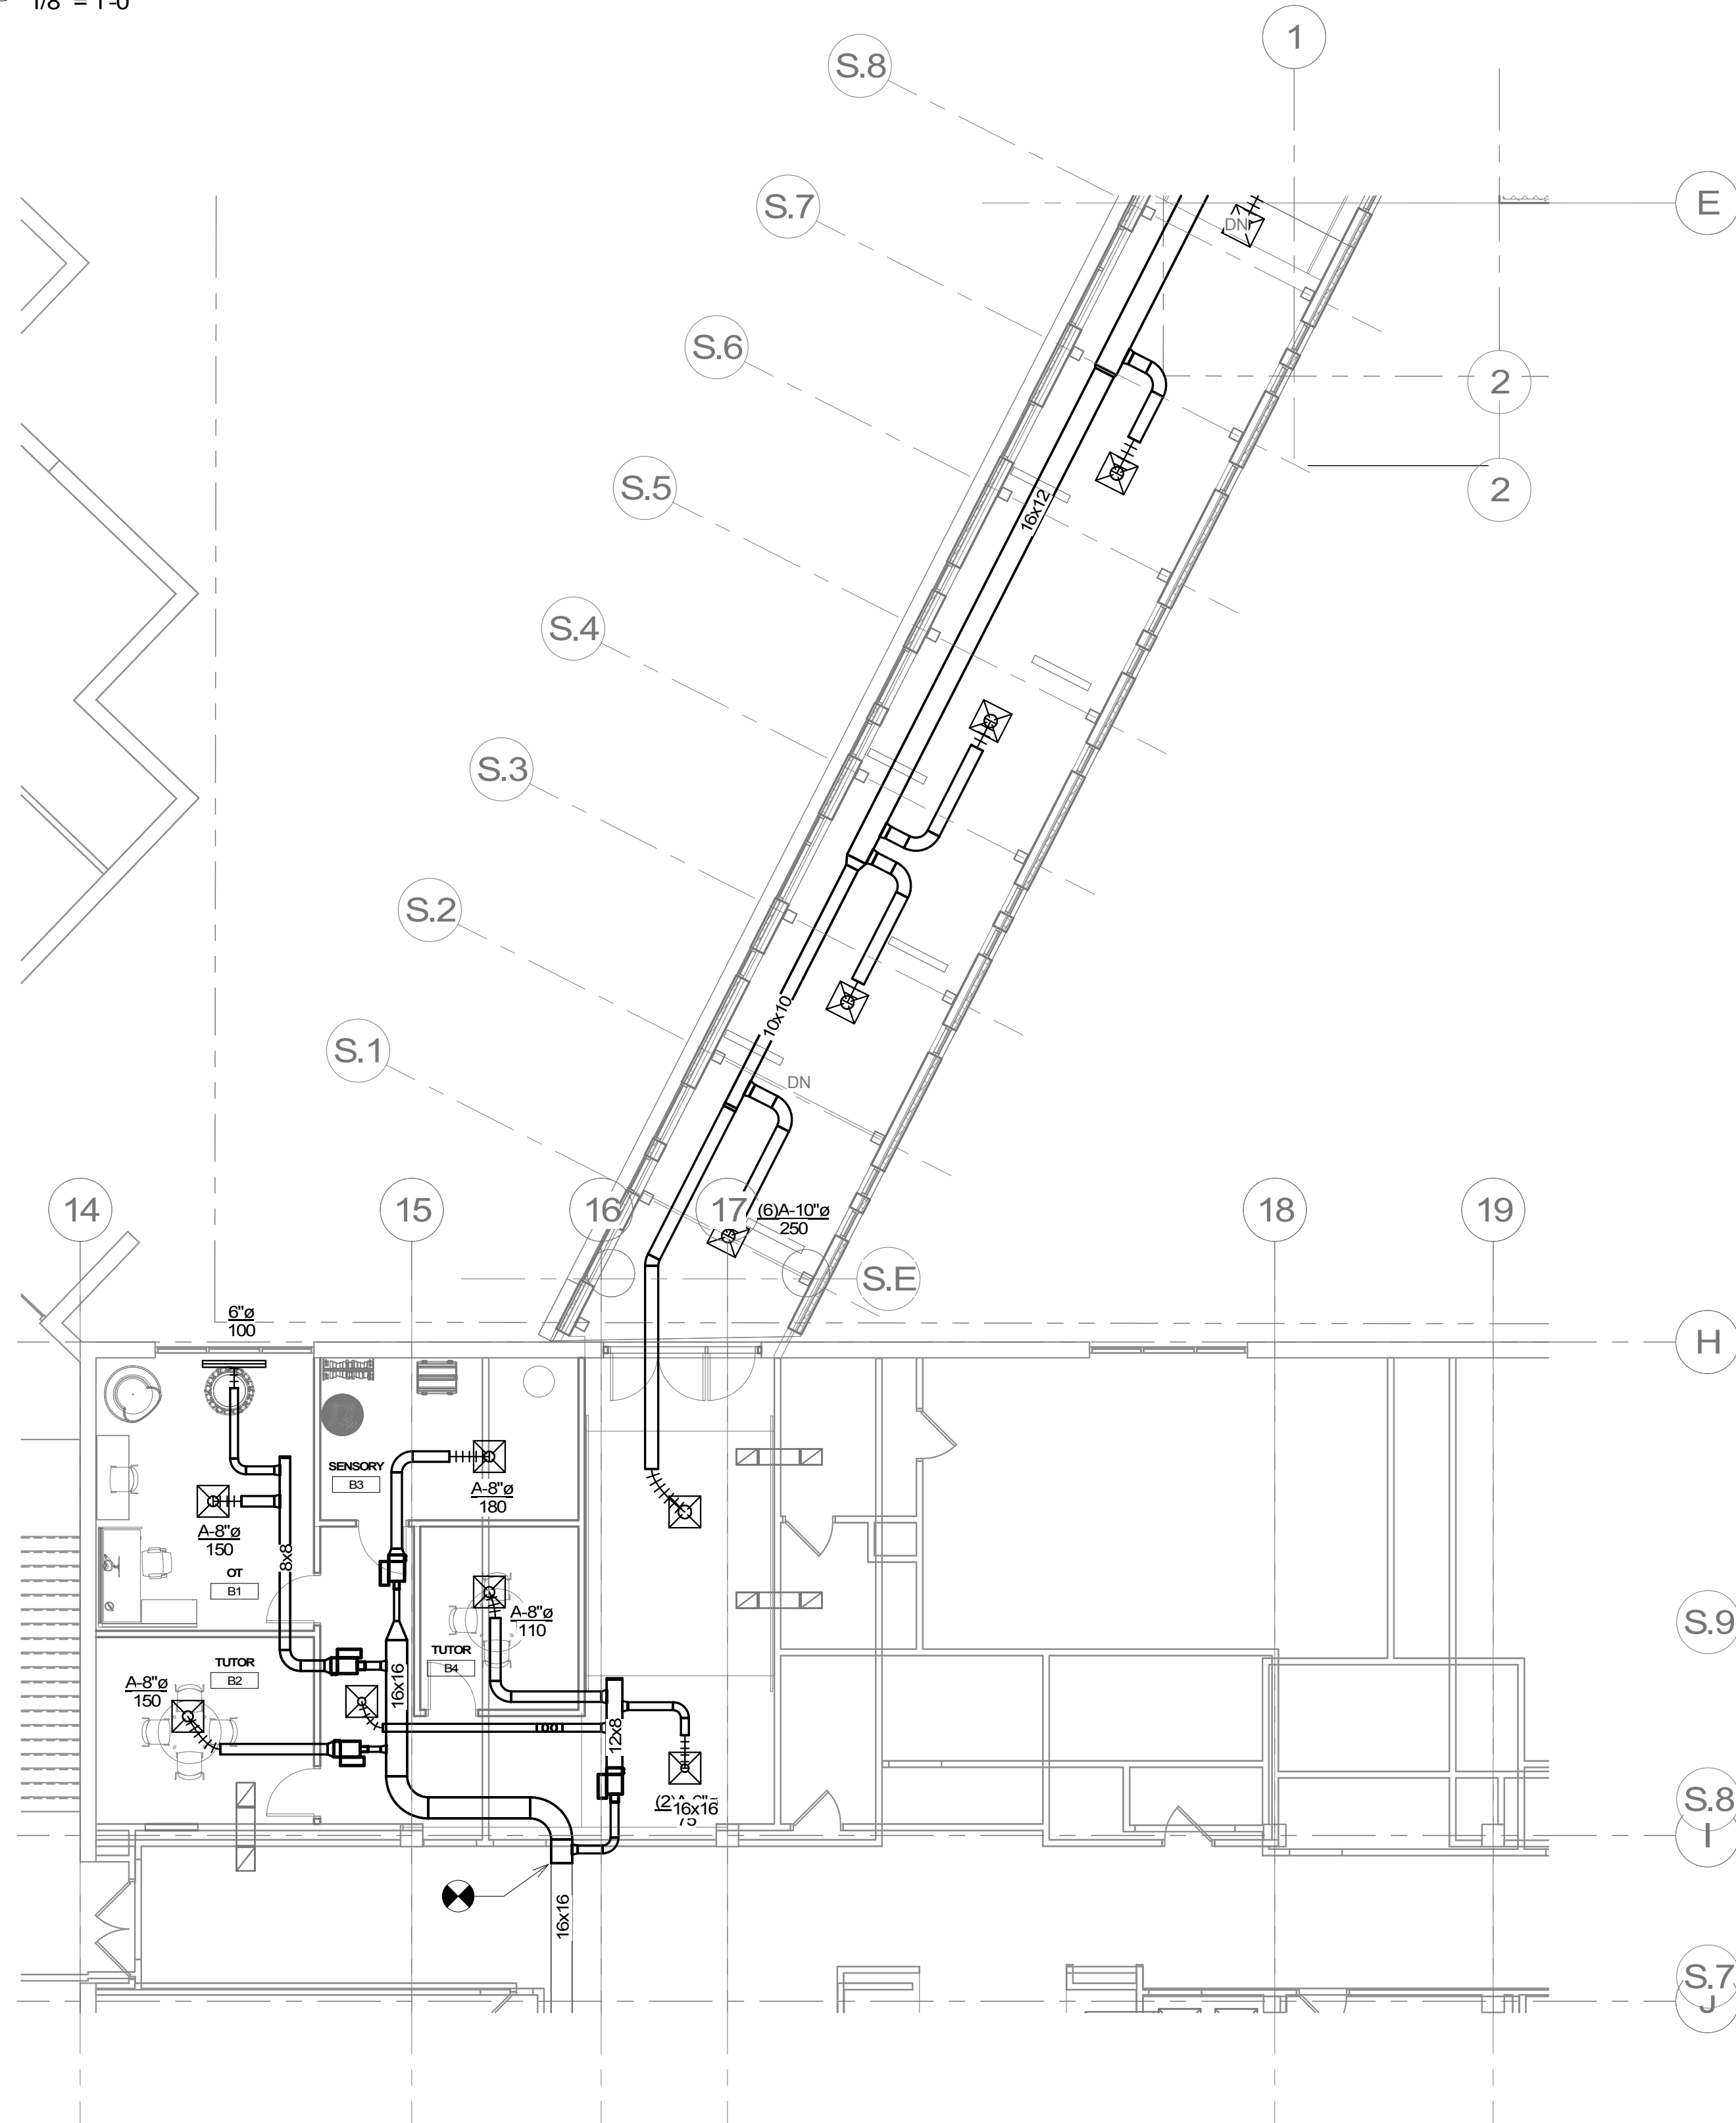 1/8" = 1'-0"
1
S.8
S.7
E
DN
S.6
2
S.5
2
16x12
S.4
S.3
S.2
10x10
S.1
DN
14
15
16
17
(6)A-10"ø
250
18
19
S.E
6"ø
100
H
SENSORY
B3
A-8"ø
180
A-8"ø
150
8x8
OT
B1
A-8"ø
110
S.9
TUTOR
B2
TUTOR
B4
16x16
A-8"ø
150
12x8
16x16
75
S.8
I
16x16
S.7
J